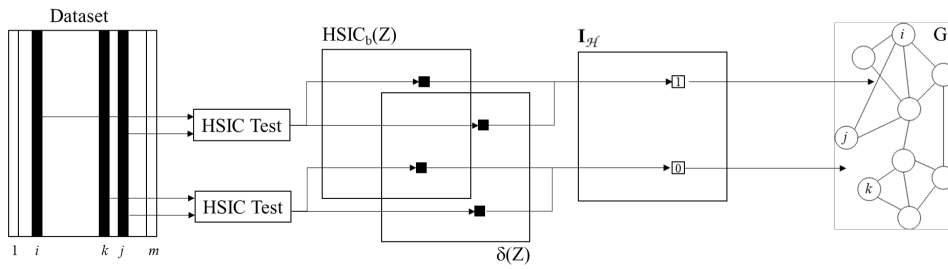 Dataset
HSIC_b(Z)
I_ℋ
G
i
1
HSIC Test
j
0
HSIC Test
k
δ(Z)
1 i k j m